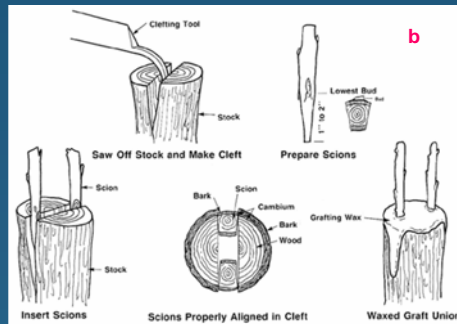 Clefting Tool
b
Stock
Lowest Bud
Bud
1" to 2"
Saw Off Stock and Make Cleft
Prepare Scions
Scion
Stock
Bark
Scion
Cambium
Bark
Wood
Grafting Wax
Insert Scions
Scions Properly Aligned in Cleft
Waxed Graft Union